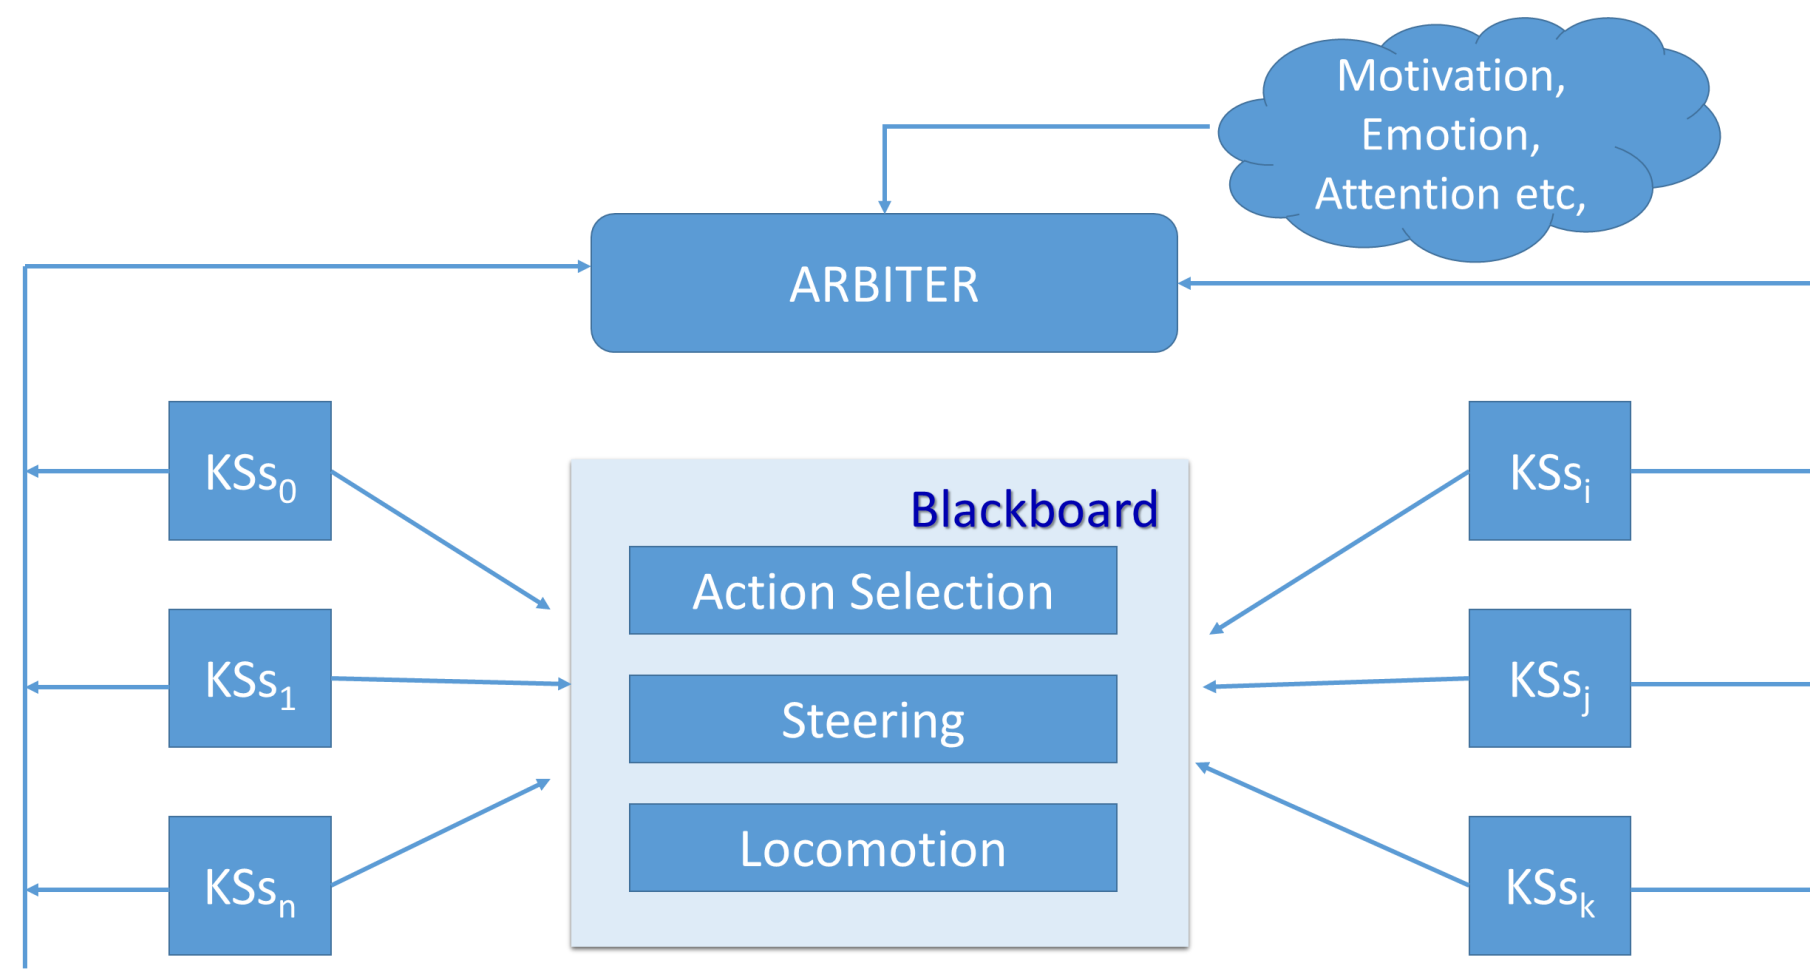 Motivation,
Emotion,
Attention etc,
ARBITER
KSs0
KSsi
Blackboard
Action Selection
KSs1
Steering
KSsj
Locomotion
KSsn
KSsk